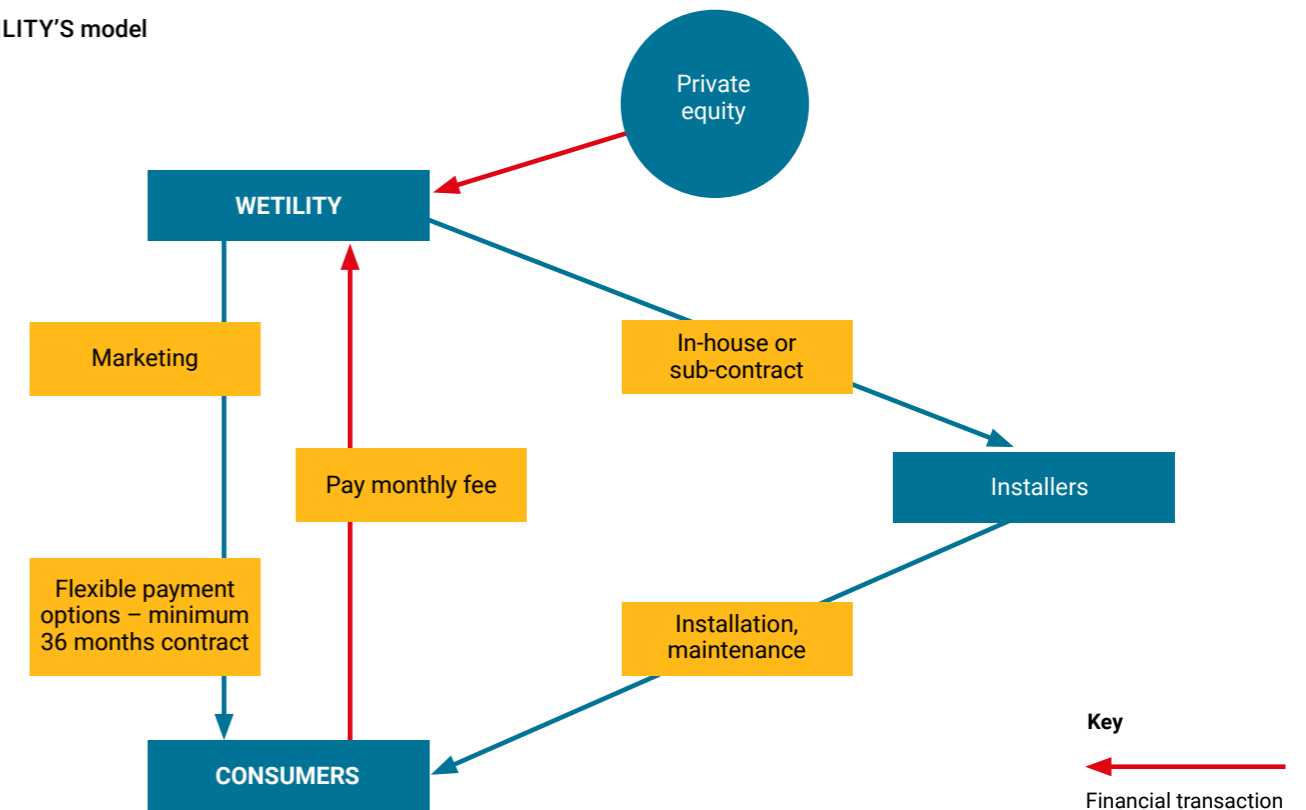 ILITY'S model
Private
equity
WETILITY
Marketing
In-house or
sub-contract
Pay monthly fee
Installers
Flexible payment
options – minimum
36 months contract
Installation,
maintenance
CONSUMERS
Key
Financial transaction